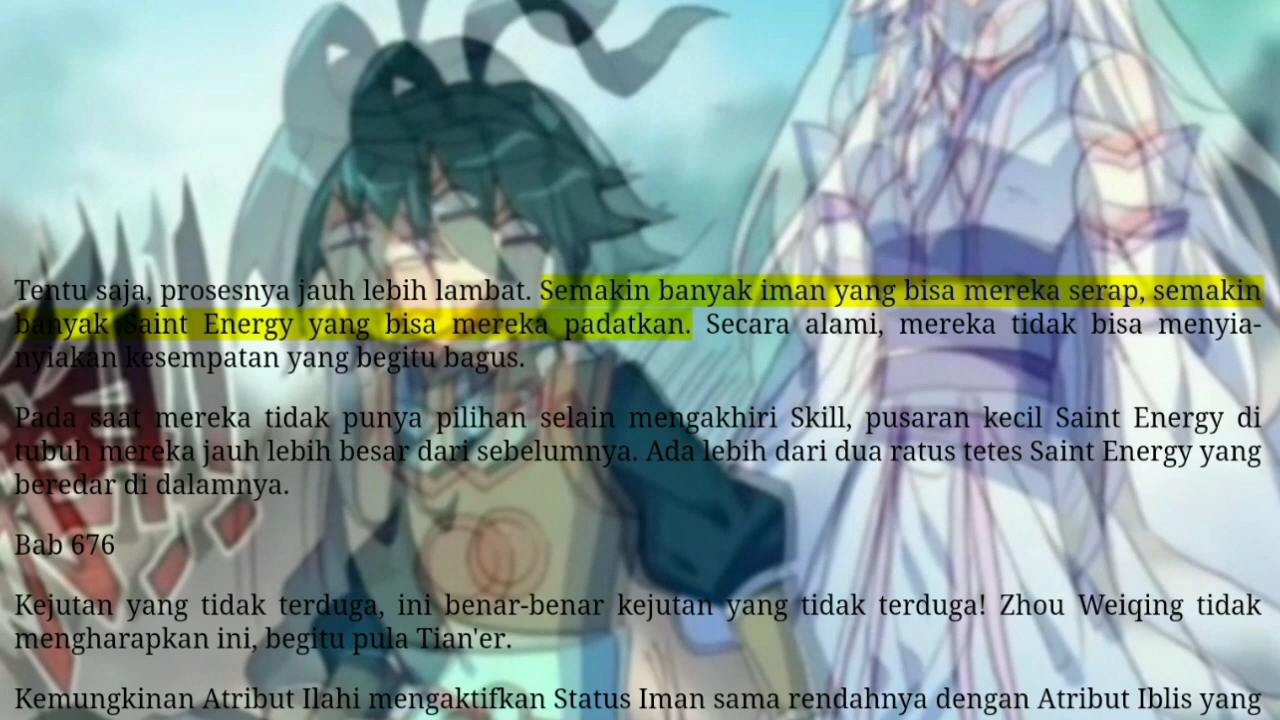 Tentu saja, prosesnya jauh lebih lambat. Semakin banyak iman yang bisa mereka serap, semakin
banyak Saint Energy yang bisa mereka padatkan. Secara alami, mereka tidak bisa menyia-
nyiakan kesempatan yang begitu bagus.
Pada saat mereka tidak punya pilihan selain mengakhiri Skill, pusaran kecil Saint Energy di
tubuh mereka jauh lebih besar dari sebelumnya. Ada lebih dari dua ratus tetes Saint Energy yang
beredar di dalamnya.
Bab 676
Kejutan yang tidak terduga, ini benar-benar kejutan yang tidak terduga! Zhou Weiqing tidak
mengharapkan ini, begitu pula Tian'er.
Kemungkinan Atribut Ilahi mengaktifkan Status Iman sama rendahnya dengan Atribut Iblis yang